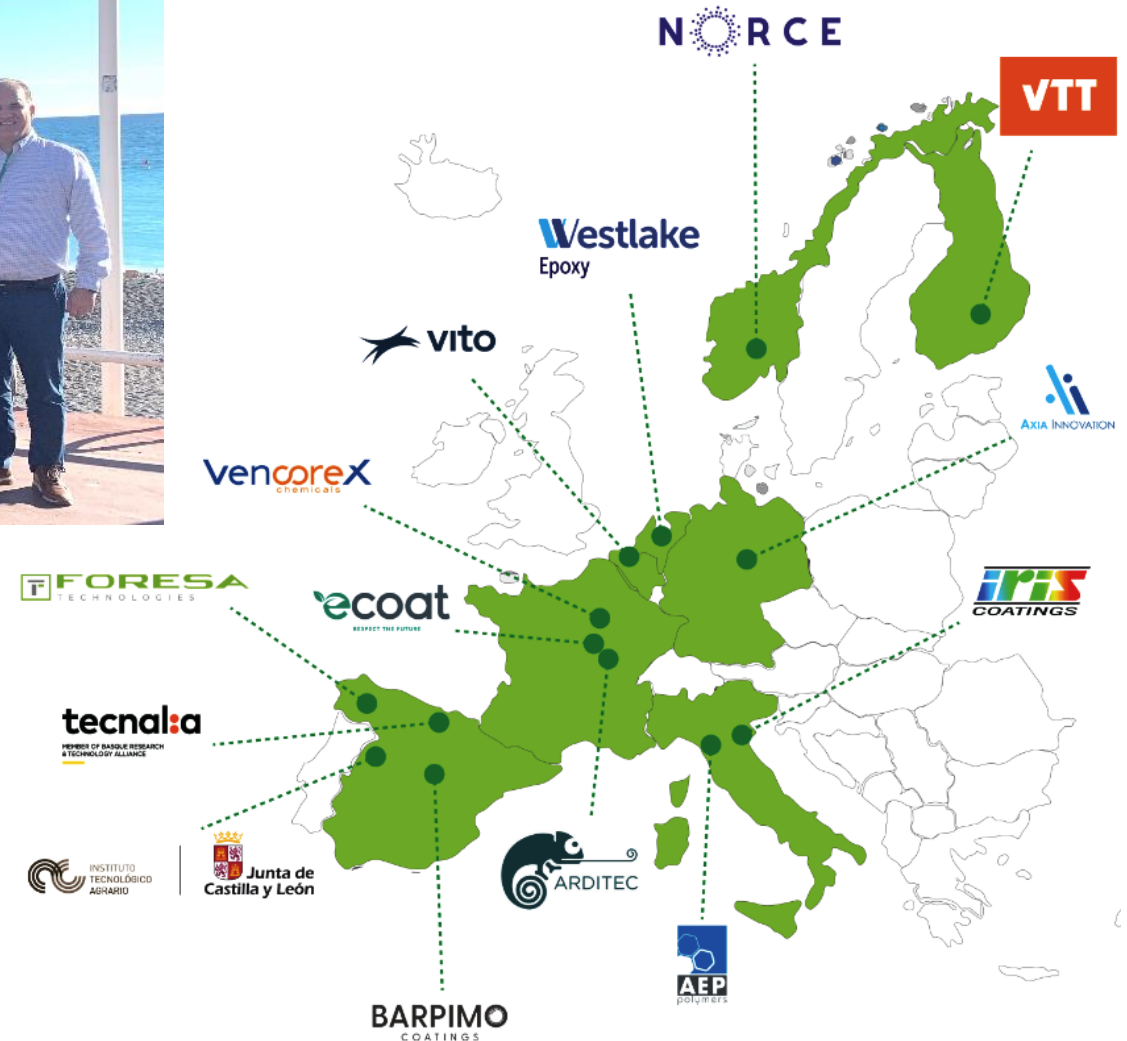 NORCE
VTT
Westlake
Epoxy
vito
AXIA INNOVATION
vencorex
chemicals
FORESA
TECHNOLOGIES
ecoat
RESPECT THE FUTURE
iris
COATINGS
tecnal:a
MEMBER OF BASQUE RESEARCH
& TECHNOLOGY ALLIANCE
INSTITUTO
TECNOLÓGICO
AGRARIO
Junta de
Castilla y León
ARDITEC
AEP
polymers
BARPIMO
COATINGS